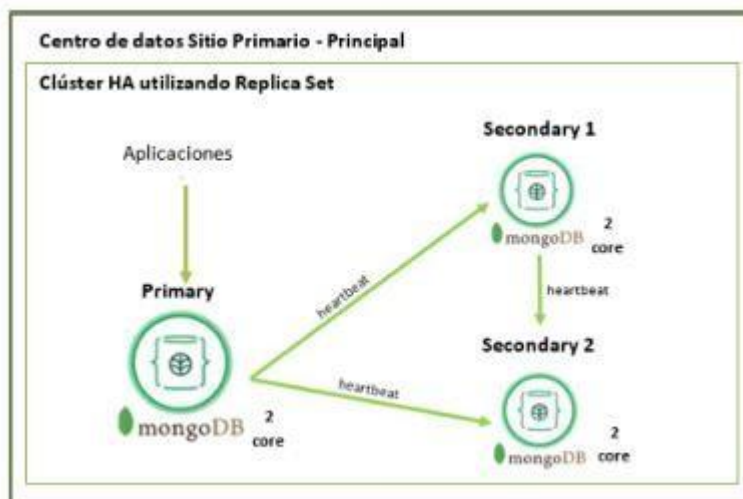 Centro de datos Sitio Primario - Principal
Clúster HA utilizando Replica Set
Aplicaciones
Secondary 1
mongoDB
2
core
heartbeat
heartbeat
Primary
mongoDB
2
core
heartbeat
Secondary 2
mongoDB
2
core